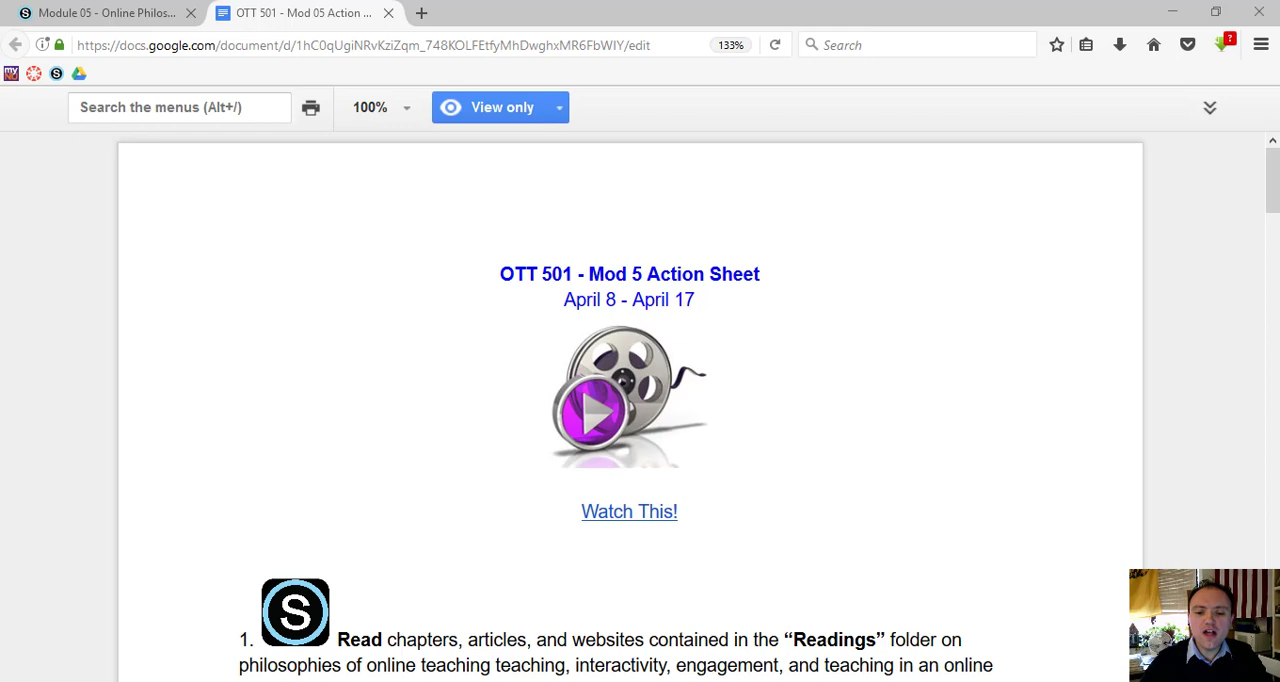 Module 05 - Online Philos...
OTT 501 - Mod 05 Action ...
https://docs.google.com/document/d/1hC0qUgiNRvKziZqm_748KOLFEtfyMhDwghxMR6FbWIY/edit
133%
Search
?
my
NU
S
Search the menus (Alt+/)
100%
View only
OTT 501 - Mod 5 Action Sheet
April 8 - April 17
Watch This!
S
1. Read chapters, articles, and websites contained in the “Readings” folder on
philosophies of online teaching teaching, interactivity, engagement, and teaching in an online